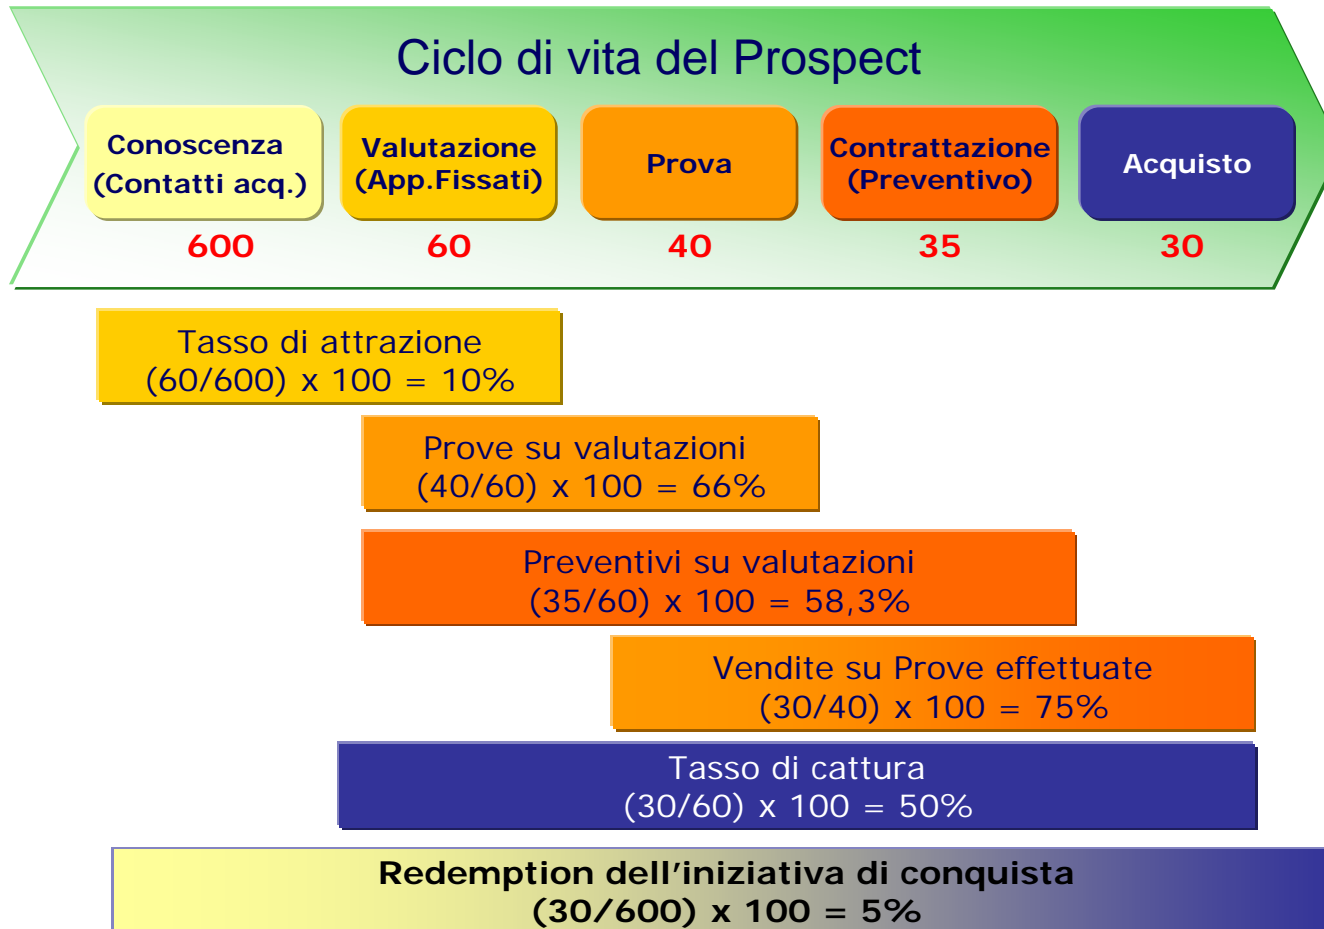 Ciclo di vita del Prospect
Conoscenza
(Contatti acq.)
600
Valutazione
(App.Fissati)
60
Prova
40
Contrattazione
(Preventivo)
35
Acquisto
30
Tasso di attrazione
(60/600) x 100 = 10%
Prove su valutazioni
(40/60) x 100 = 66%
Preventivi su valutazioni
(35/60) x 100 = 58,3%
Vendite su Prove effettuate
(30/40) x 100 = 75%
Tasso di cattura
(30/60) x 100 = 50%
Redemption dell’iniziativa di conquista
(30/600) x 100 = 5%